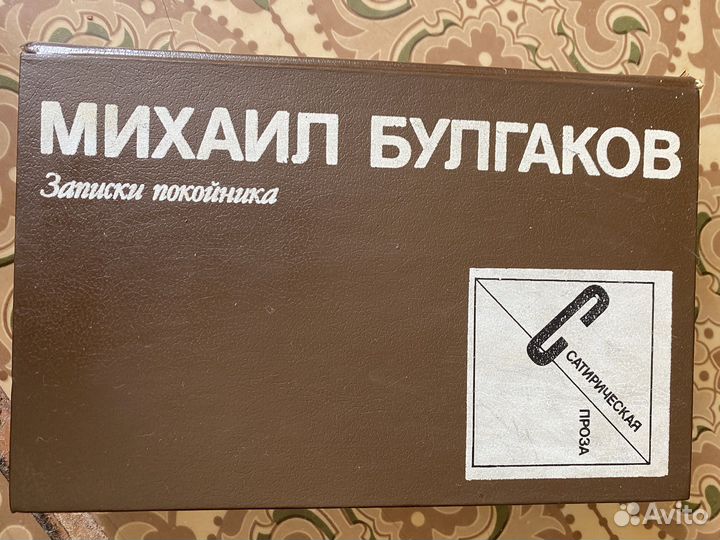 МИХАИЛ БУЛГАКОВ
Записки покойника
С
САТИРИЧЕСКАЯ
ПРОЗА
Avito